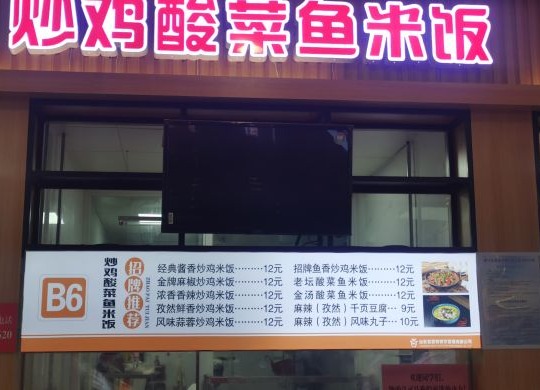 炒鸡酸菜鱼米饭
B6
炒鸡酸菜鱼米饭
招牌推荐
ZHAO PAI TUI JIAN
经典酱香炒鸡米饭………12元
金牌麻椒炒鸡米饭………12元
浓香香辣炒鸡米饭………12元
孜然鲜香炒鸡米饭………12元
风味蒜蓉炒鸡米饭………12元
招牌鱼香炒鸡米饭………12元
老坛酸菜鱼米饭………12元
金汤酸菜鱼米饭………12元
麻辣（孜然）千页豆腐… 9元
麻辣（孜然）风味丸子…10元
520